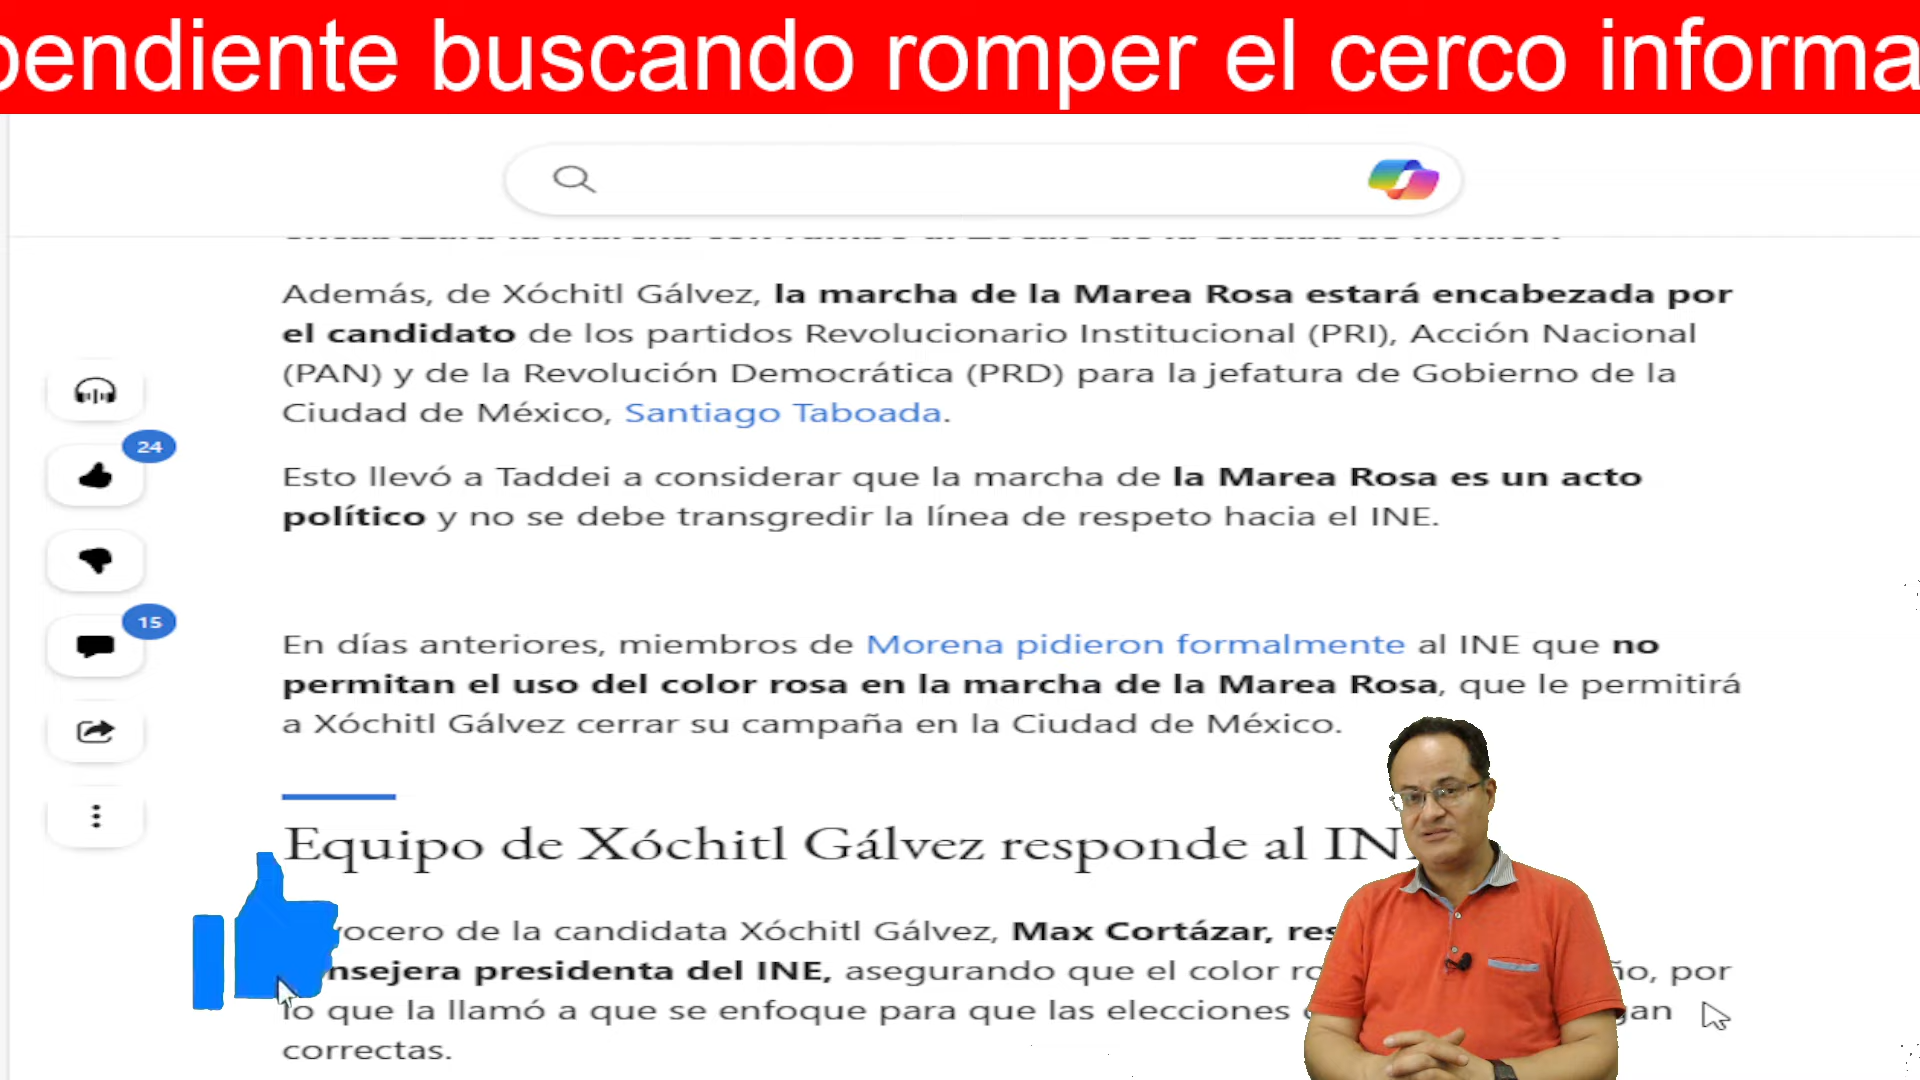 pendiente buscando romper el cerco informa
Además, de Xóchitl Gálvez, la marcha de la Marea Rosa estará encabezada por
el candidato de los partidos Revolucionario Institucional (PRI), Acción Nacional
(PAN) y de la Revolución Democrática (PRD) para la jefatura de Gobierno de la
Ciudad de México, Santiago Taboada.
24
Esto llevó a Taddei a considerar que la marcha de la Marea Rosa es un acto
político y no se debe transgredir la línea de respeto hacia el INE.
15
En días anteriores, miembros de Morena pidieron formalmente al INE que no
permitan el uso del color rosa en la marcha de la Marea Rosa, que le permitirá
a Xóchitl Gálvez cerrar su campaña en la Ciudad de México.
Equipo de Xóchitl Gálvez responde al IN
vocero de la candidata Xóchitl Gálvez, Max Cortázar, res
nsejera presidenta del INE, asegurando que el color ro ño, por
lo que la llamó a que se enfoque para que las elecciones gan
correctas.